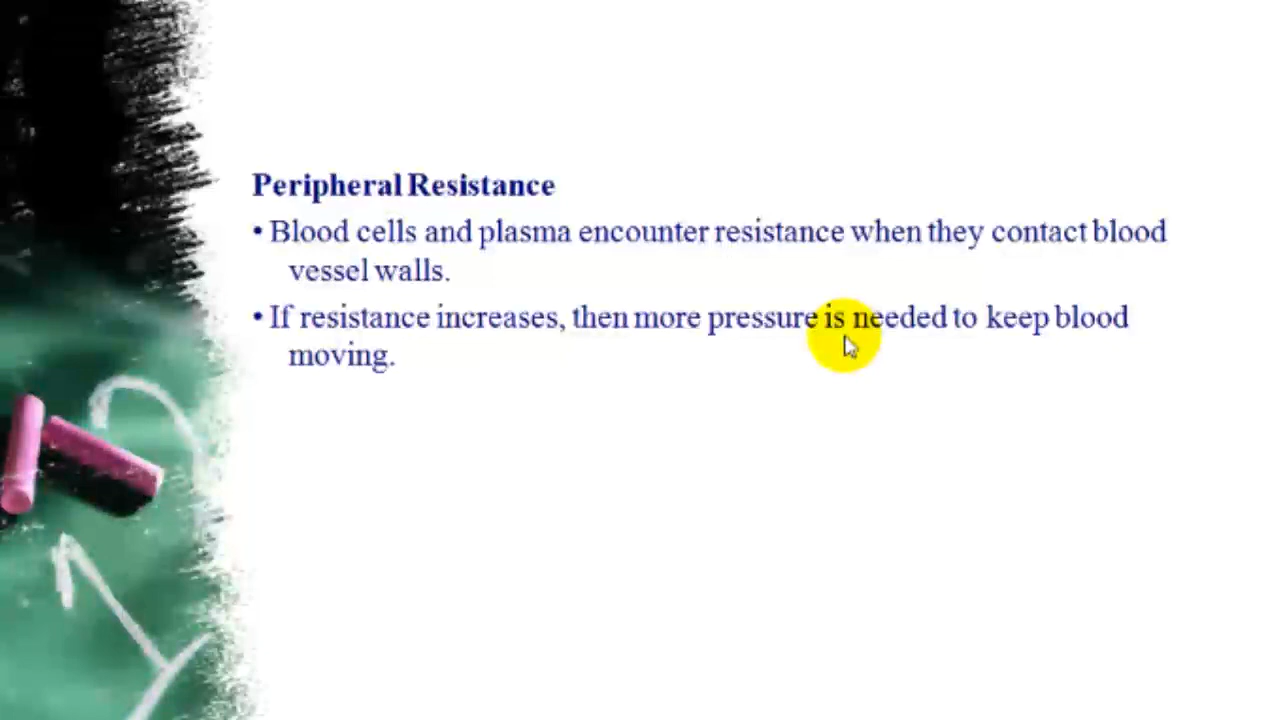 Peripheral Resistance
• Blood cells and plasma encounter resistance when they contact blood
vessel walls.
• If resistance increases, then more pressure is needed to keep blood
moving.